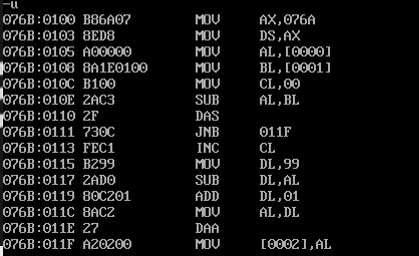 -u
076B:0100 B86A07 MOV AX,076A
076B:0103 8ED8 MOV DS,AX
076B:0105 A00000 MOV AL,[0000]
076B:0108 8A1E0100 MOV BL,[0001]
076B:010C B100 MOV CL,00
076B:010E 2AC3 SUB AL,BL
076B:0110 2F DAS
076B:0111 730C JNB 011F
076B:0113 FEC1 INC CL
076B:0115 B299 MOV DL,99
076B:0117 2AD0 SUB DL,AL
076B:0119 80C201 ADD DL,01
076B:011C 8AC2 MOV AL,DL
076B:011E 27 DAA
076B:011F A20200 MOV [0002],AL